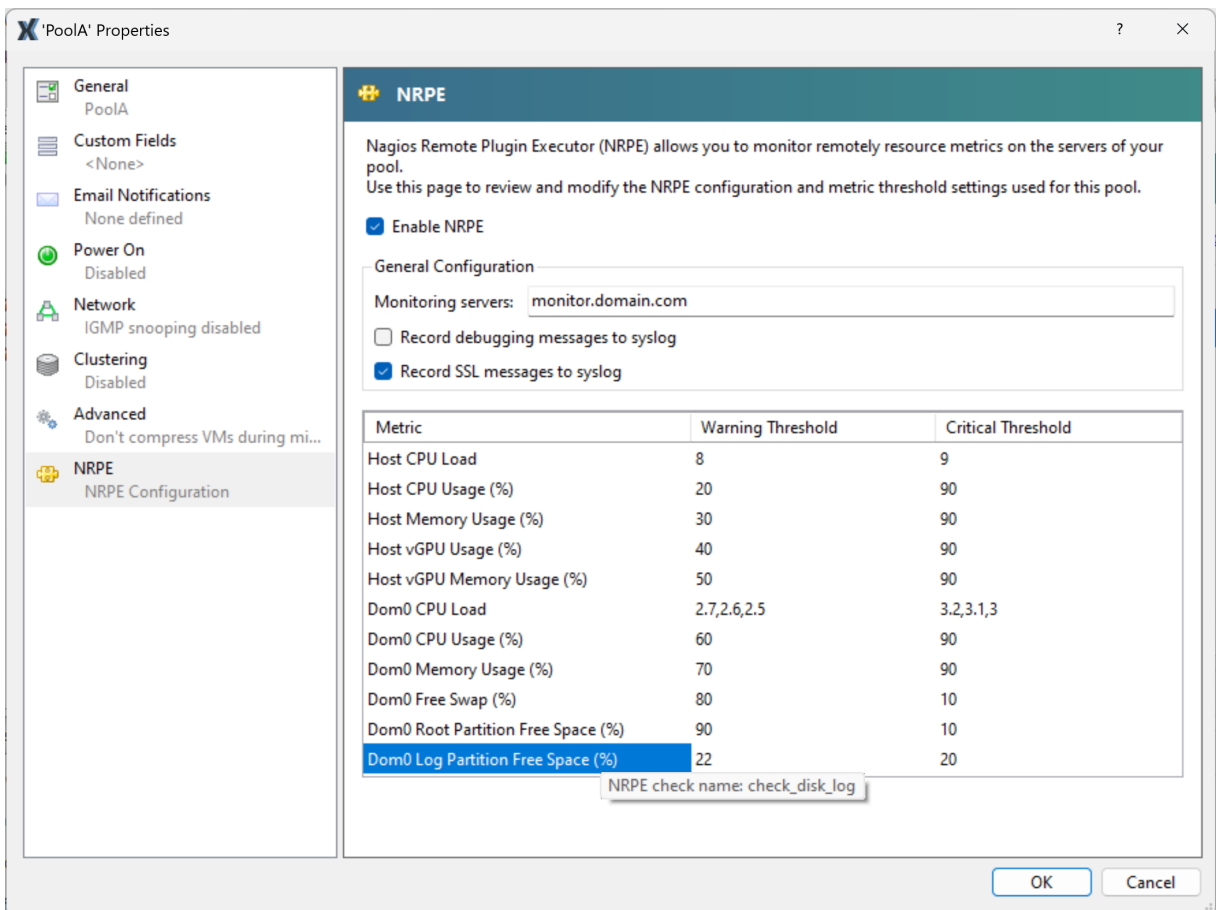 'PoolA' Properties
?
General
PoolA
Custom Fields
<None>
Email Notifications
None defined
Power On
Disabled
Network
IGMP snooping disabled
Clustering
Disabled
Advanced
Don't compress VMs during mi...
NRPE
NRPE Configuration
NRPE
Nagios Remote Plugin Executor (NRPE) allows you to monitor remotely resource metrics on the servers of your
pool.
Use this page to review and modify the NRPE configuration and metric threshold settings used for this pool.
Enable NRPE
General Configuration
Monitoring servers: monitor.domain.com
Record debugging messages to syslog
Record SSL messages to syslog
Metric Warning Threshold Critical Threshold
Host CPU Load 8 9
Host CPU Usage (%) 20 90
Host Memory Usage (%) 30 90
Host vGPU Usage (%) 40 90
Host vGPU Memory Usage (%) 50 90
Dom0 CPU Load 2.7,2.6,2.5 3.2,3.1,3
Dom0 CPU Usage (%) 60 90
Dom0 Memory Usage (%) 70 90
Dom0 Free Swap (%) 80 10
Dom0 Root Partition Free Space (%) 90 10
Dom0 Log Partition Free Space (%) 22 20
NRPE check name: check_disk_log
OK Cancel